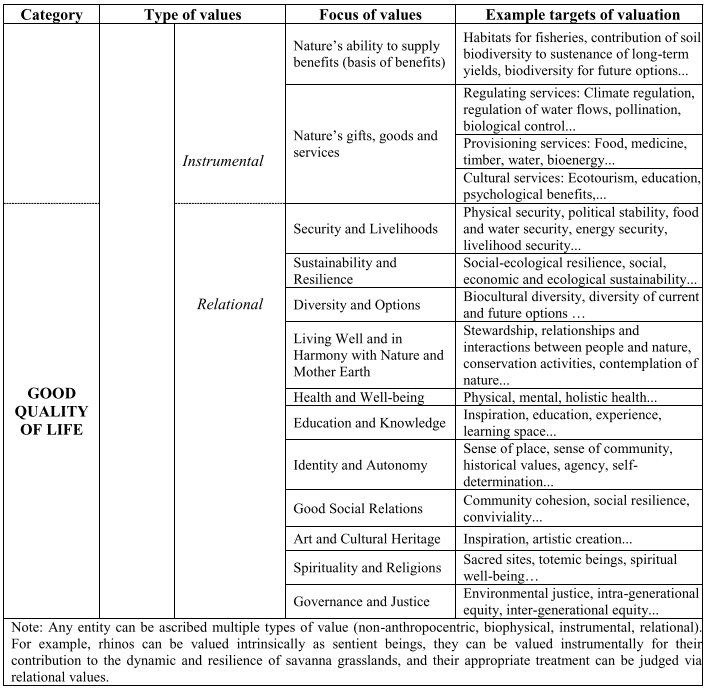 Category Type of values Focus of values Example targets of valuation
Instrumental
Nature's ability to supply
benefits (basis of benefits)
Habitats for fisheries, contribution of soil
biodiversity to sustenance of long-term
yields, biodiversity for future options...
Nature's gifts, goods and
services
Regulating services: Climate regulation,
regulation of water flows, pollination,
biological control...
Provisioning services: Food, medicine,
timber, water, bioenergy...
Cultural services: Ecotourism, education,
psychological benefits,...
GOOD
QUALITY
OF LIFE
Relational
Security and Livelihoods
Physical security, political stability, food
and water security, energy security,
livelihood security...
Sustainability and
Resilience
Social-ecological resilience, social,
economic and ecological sustainability...
Diversity and Options
Biocultural diversity, diversity of current
and future options …
Living Well and in
Harmony with Nature and
Mother Earth
Stewardship, relationships and
interactions between people and nature,
conservation activities, contemplation of
nature...
Health and Well-being
Physical, mental, holistic health...
Education and Knowledge
Inspiration, education, experience,
learning space...
Identity and Autonomy
Sense of place, sense of community,
historical values, agency, self-
determination...
Good Social Relations
Community cohesion, social resilience,
conviviality...
Art and Cultural Heritage
Inspiration, artistic creation...
Spirituality and Religions
Sacred sites, totemic beings, spiritual
well-being…
Governance and Justice
Environmental justice, intra-generational
equity, inter-generational equity...
Note: Any entity can be ascribed multiple types of value (non-anthropocentric, biophysical, instrumental, relational).
For example, rhinos can be valued intrinsically as sentient beings, they can be valued instrumentally for their
contribution to the dynamic and resilience of savanna grasslands, and their appropriate treatment can be judged via
relational values.